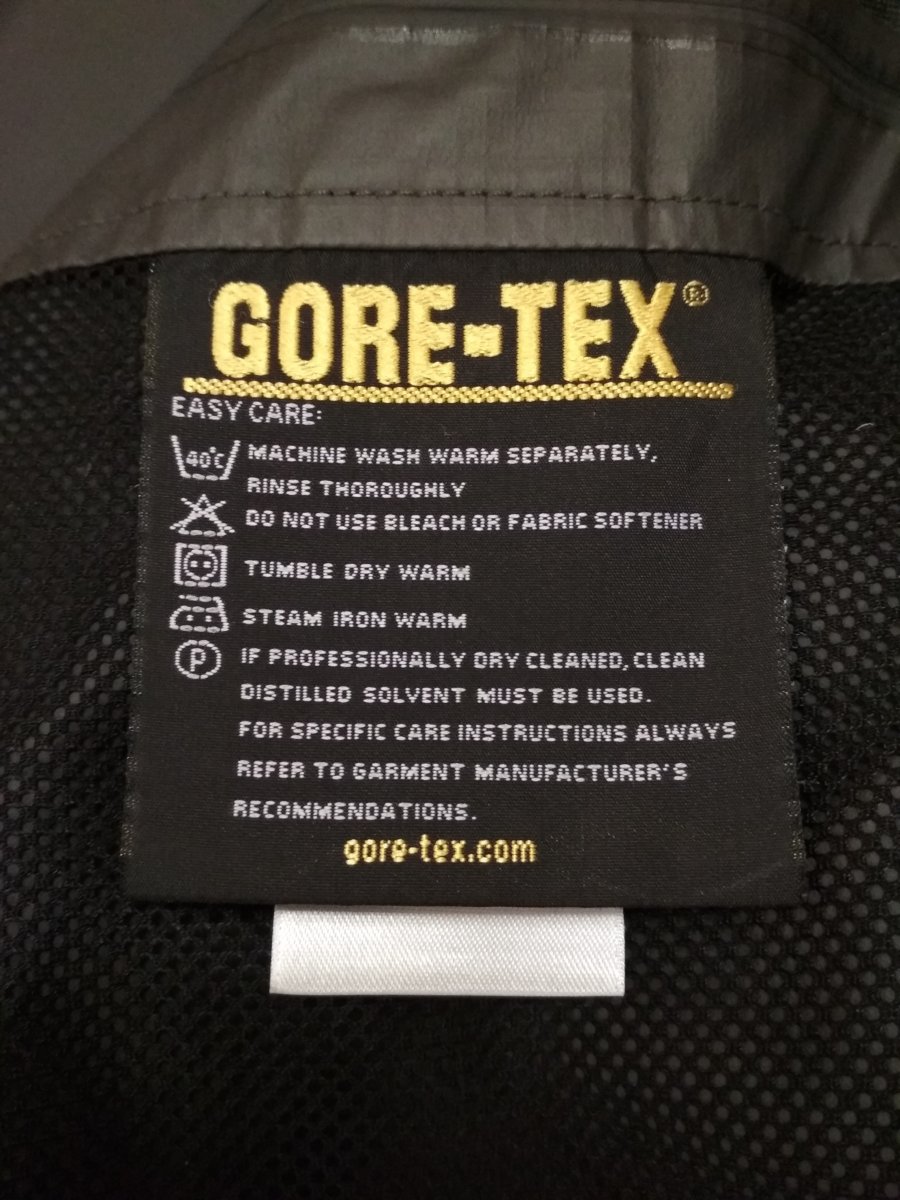 GORE-TEX®
EASY CARE:
40°C MACHINE WASH WARM SEPARATELY,
RINSE THOROUGHLY
DO NOT USE BLEACH OR FABRIC SOFTENER
TUMBLE DRY WARM
STEAM IRON WARM
P IF PROFESSIONALLY DRY CLEANED, CLEAN
DISTILLED SOLVENT MUST BE USED.
FOR SPECIFIC CARE INSTRUCTIONS ALWAYS
REFER TO GARMENT MANUFACTURER'S
RECOMMENDATIONS.
gore-tex.com